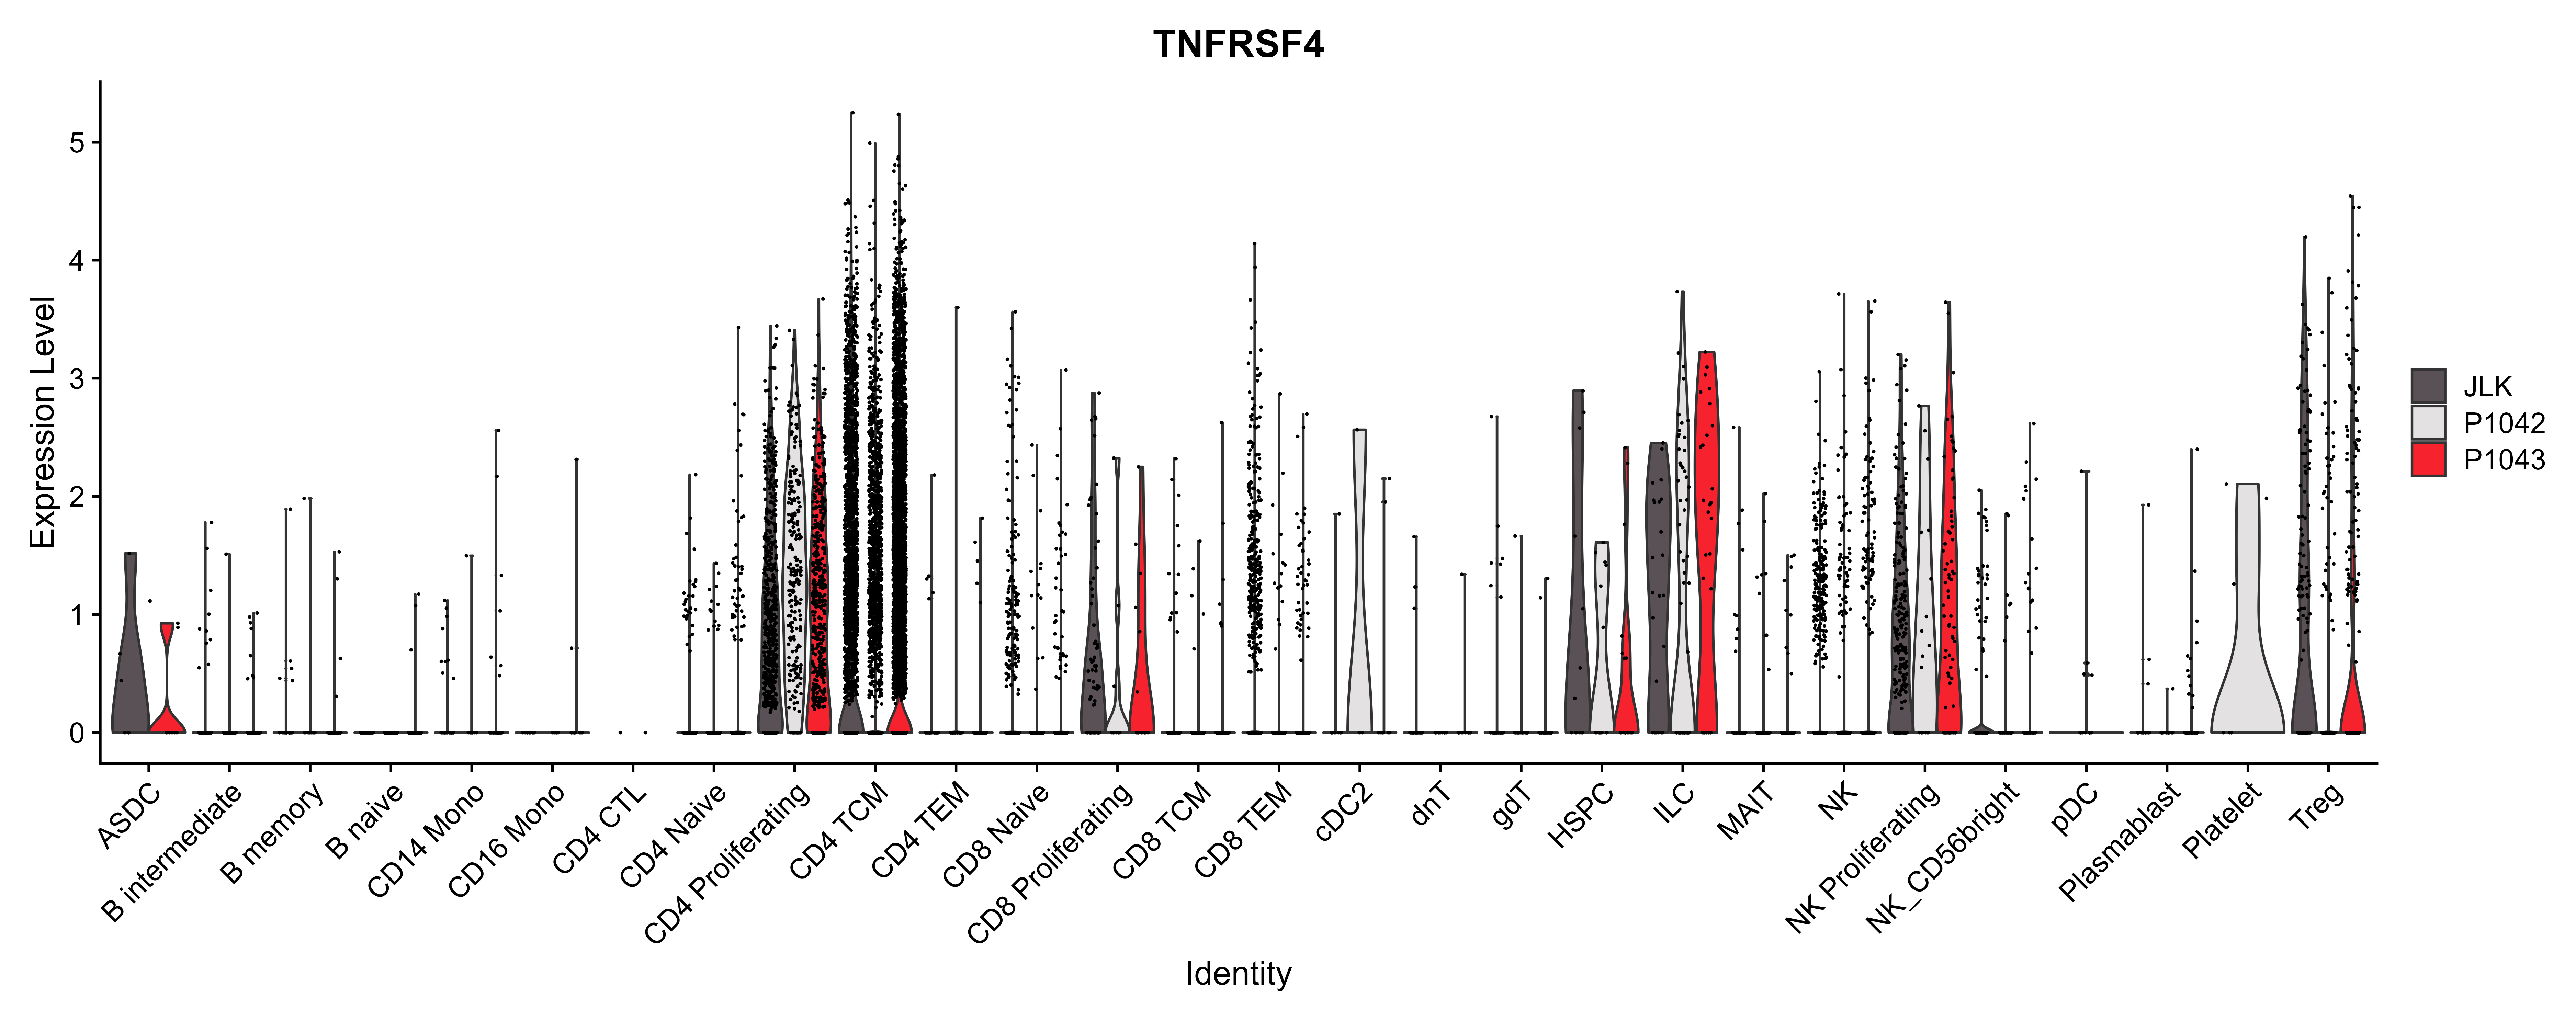 TNFRSF4
Expression Level
5
4
3
2
1
0
ASDC
B intermediate
B memory
B naive
CD14 Mono
CD16 Mono
CD4 CTL
CD4 Naive
CD4 Proliferating
CD4 TCM
CD4 TEM
CD8 Naive
CD8 Proliferating
CD8 TCM
CD8 TEM
cDC2
dnT
gdT
HSPC
ILC
MAIT
NK
NK Proliferating
NK_CD56bright
pDC
Plasmablast
Platelet
Treg
Identity
JLK
P1042
P1043